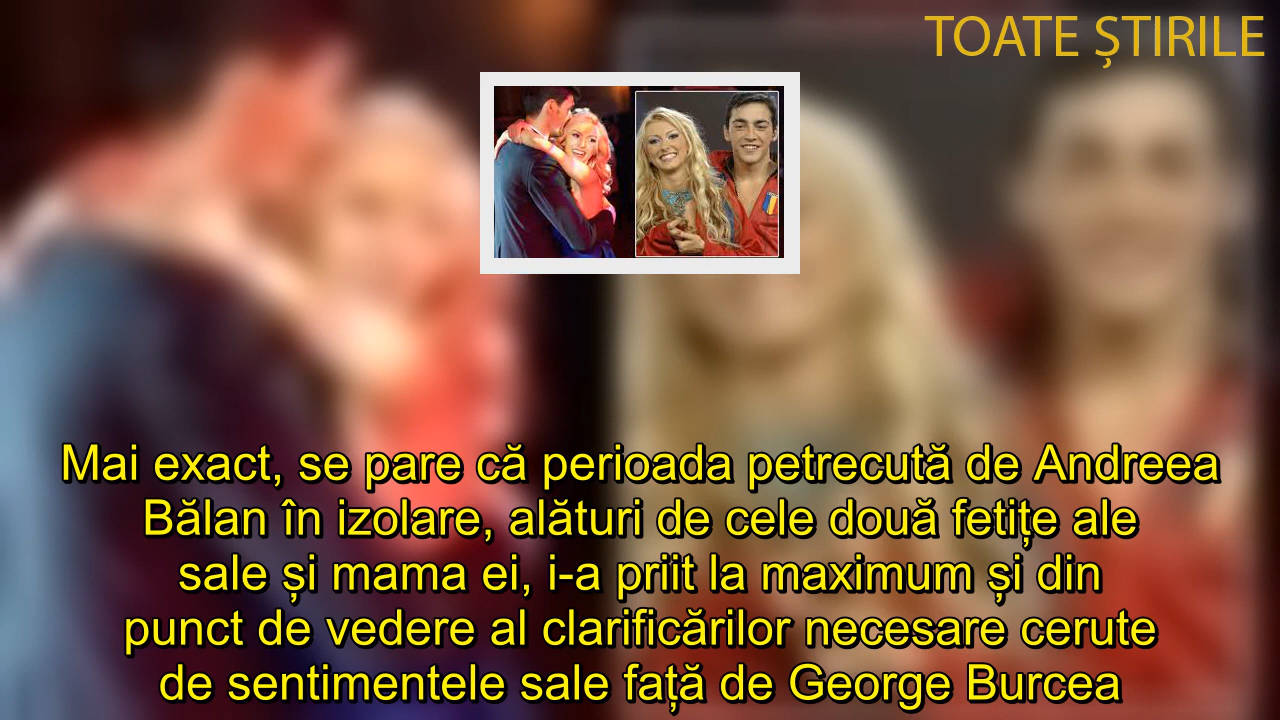 TOATE ȘTIRILE
Mai exact, se pare că perioada petrecută de Andreea
Bălan în izolare, alături de cele două fetițe ale
sale și mama ei, i-a priit la maximum și din
punct de vedere al clarificărilor necesare cerute
de sentimentele sale față de George Burcea